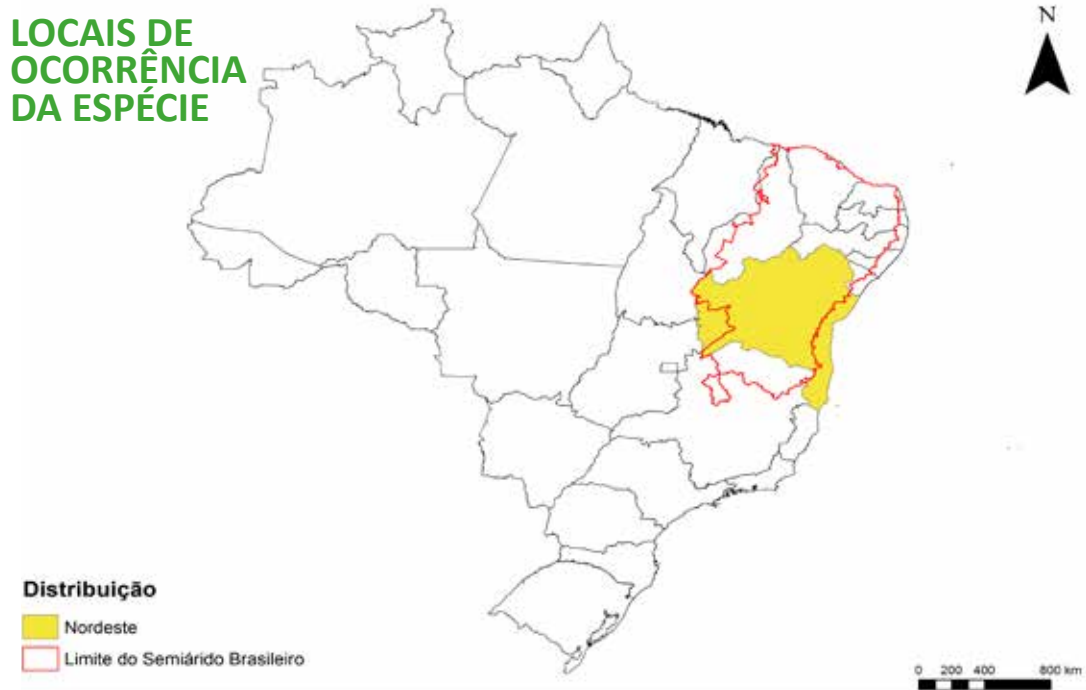 LOCAIS DE
OCORRÊNCIA
DA ESPÉCIE
N
Distribuição
Nordeste
Limite do Semiárido Brasileiro
0 200 400 800 km